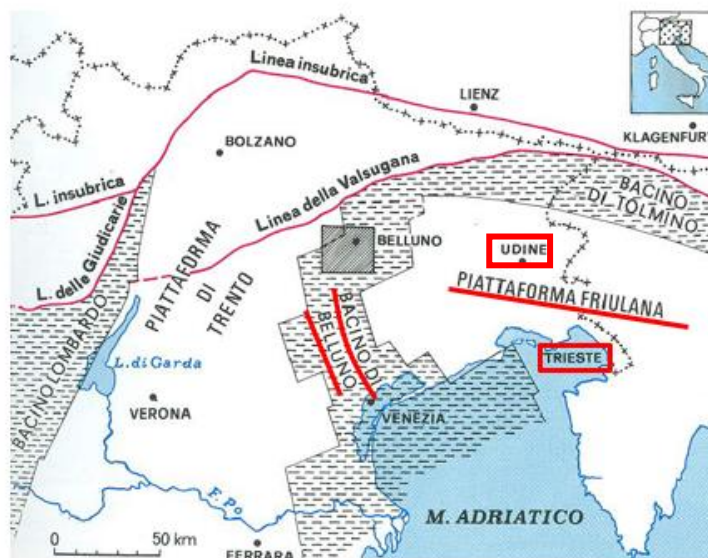 Linea insubrica
LIENZ
KLAGENFURT
BOLZANO
L. insubrica
Linea della Valsugana
BACINO
DI TOLMINO
L. delle Giudicarie
BELLUNO
UDINE
PIATTAFORMA
DI
TRENTO
PIATTAFORMA FRIULANA
BACINO DI
BELLUNO
TRIESTE
BACINO LOMBARDO
L. di Garda
VERONA
VENEZIA
F. Po
M. ADRIATICO
0 50 km
FERRARA